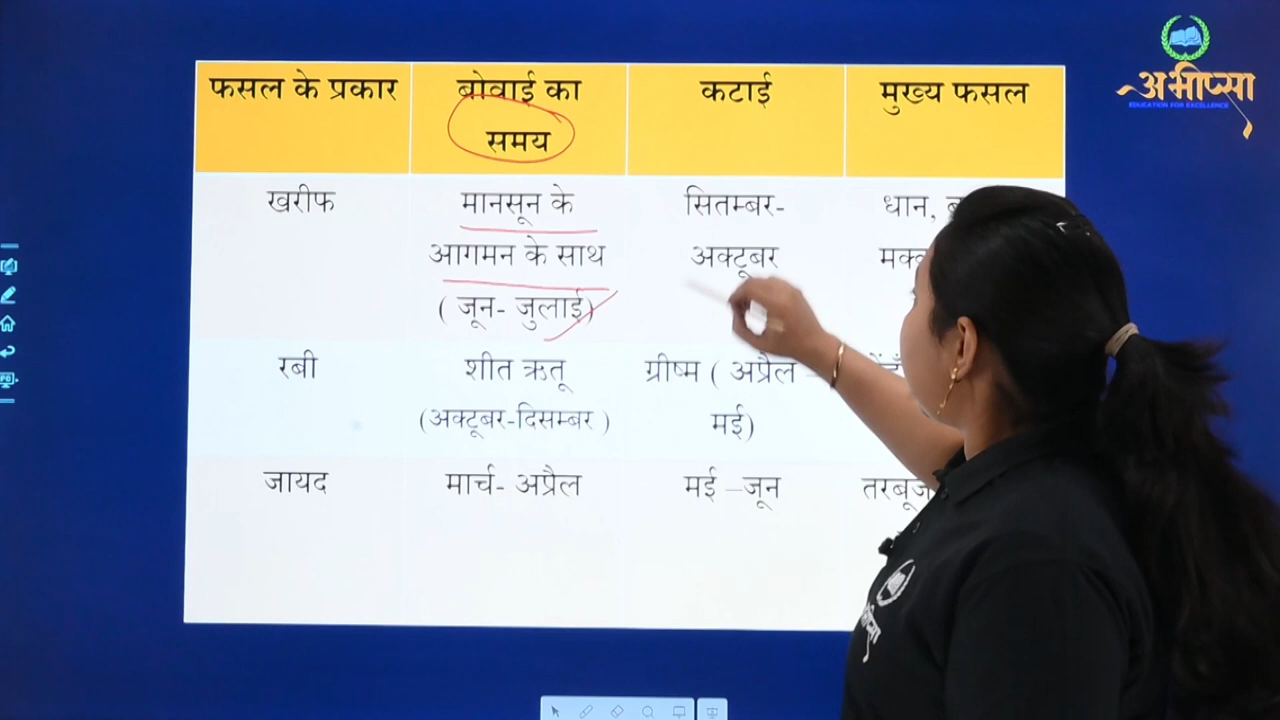 अभीप्सा
EDUCATION FOR EXCELLENCE
फसल के प्रकार
बोवाई का
समय
कटाई
मुख्य फसल
खरीफ
मानसून के
आगमन के साथ
( जून- जुलाई)
सितम्बर-
अक्टूबर
धान,
रबी
शीत ऋतू
(अक्टूबर-दिसम्बर )
ग्रीष्म ( अप्रैल –
मई)
जायद
मार्च- अप्रैल
मई –जून